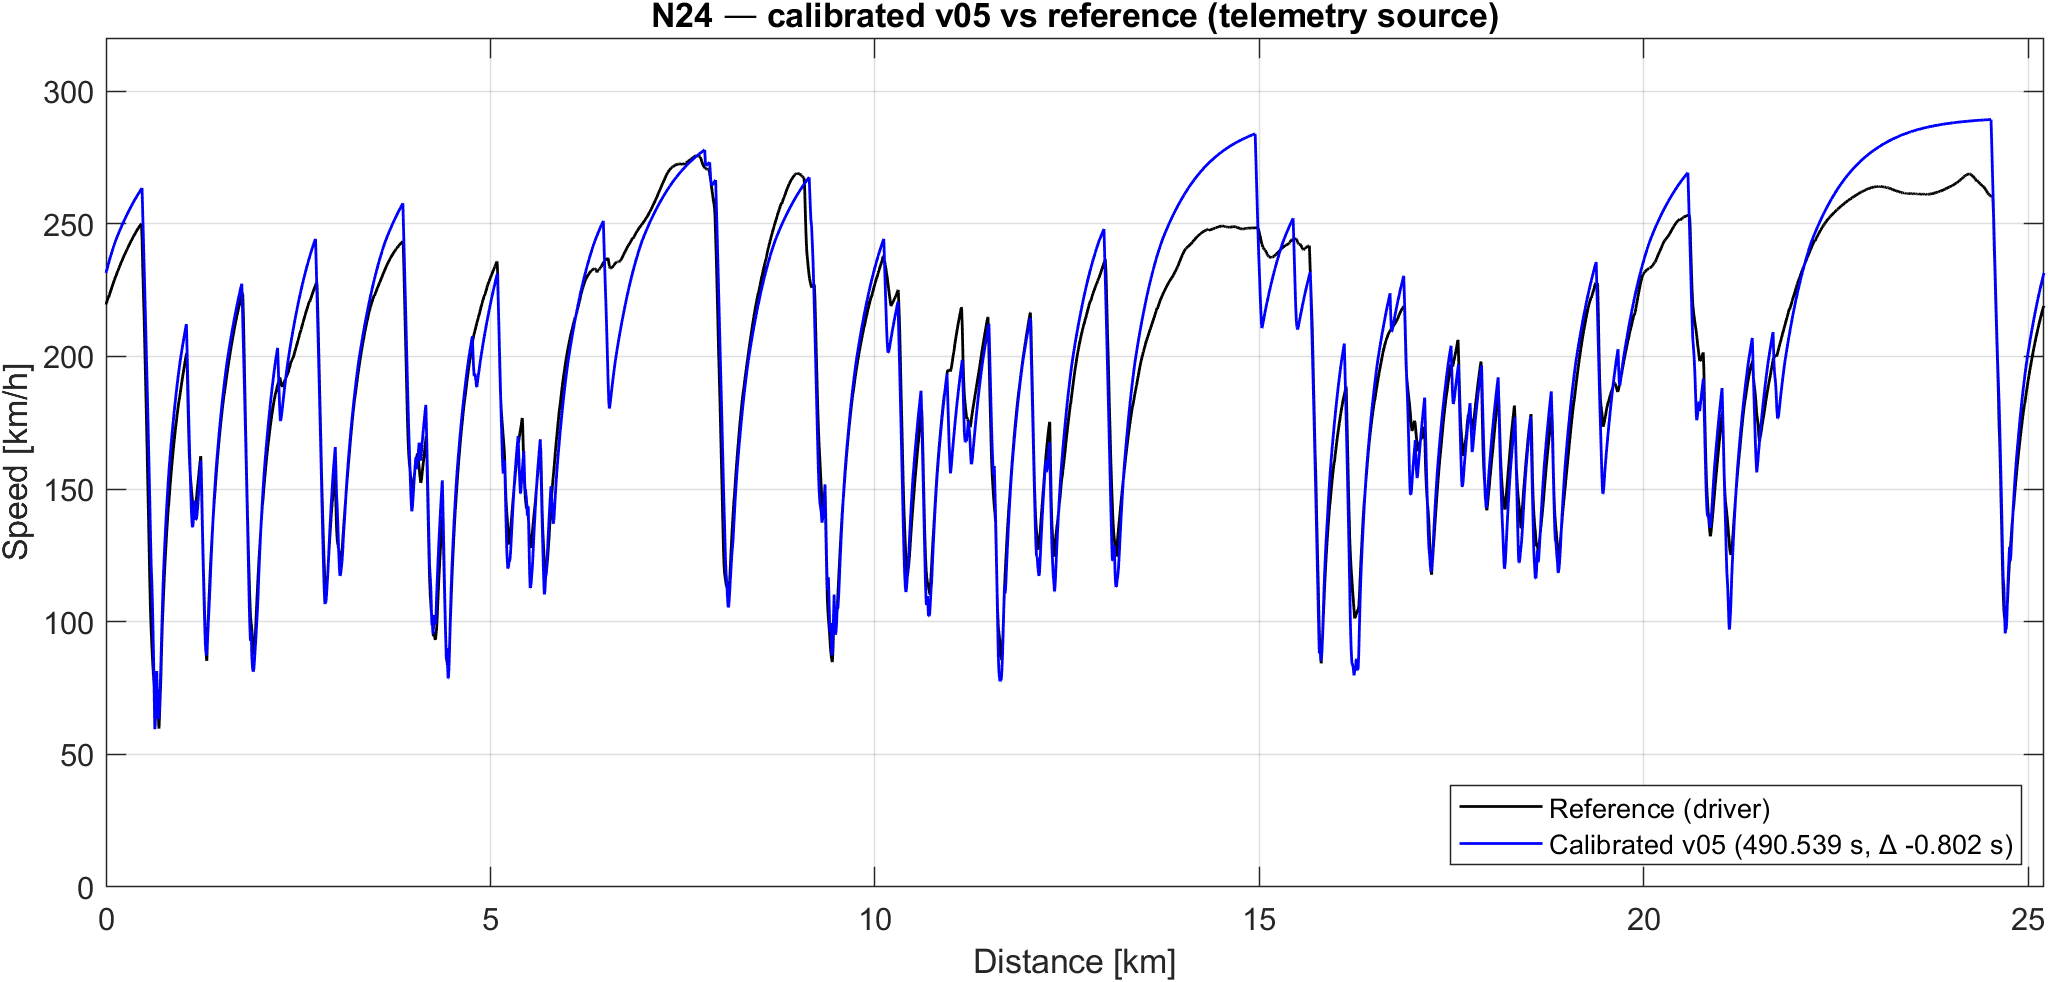 N24 — calibrated v05 vs reference (telemetry source)
300
250
200
150
100
50
0
Speed [km/h]
0 5 10 15 20 25
Distance [km]
Reference (driver)
Calibrated v05 (490.539 s, Δ -0.802 s)